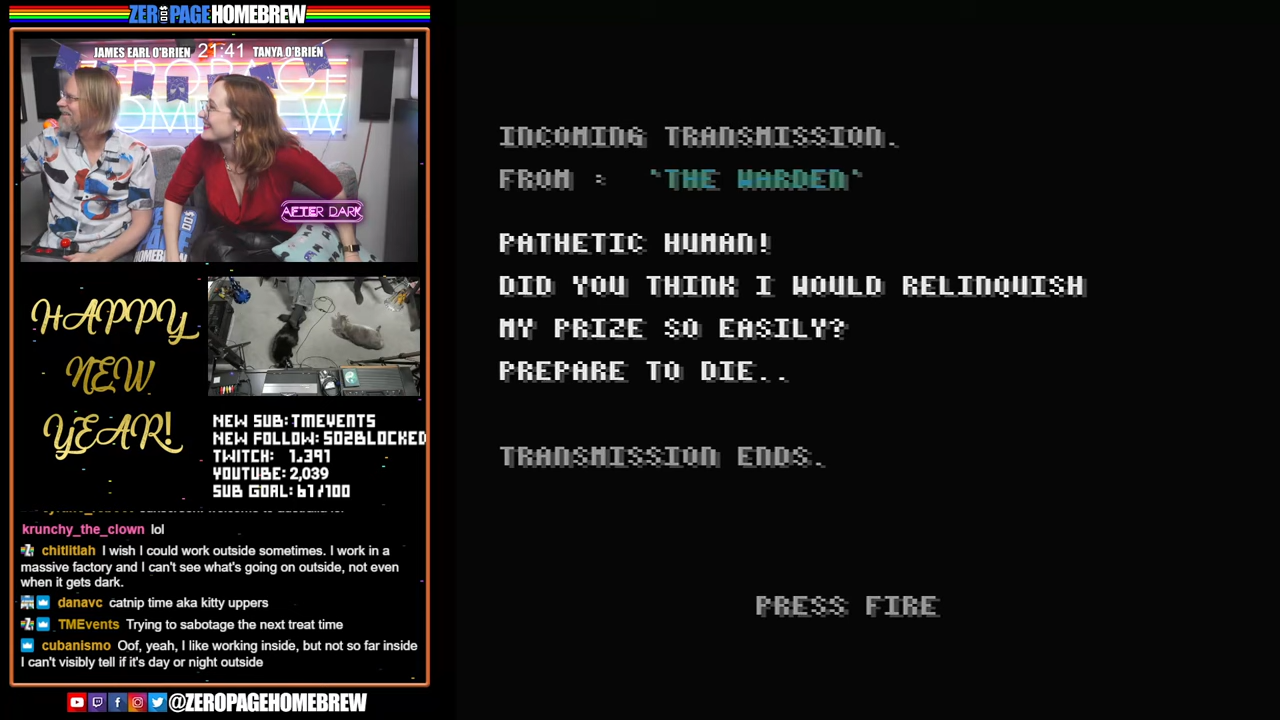 ZEROPAGEHOMEBREW
JAMES EARL O'BRIEN 21:41 TANYA O'BRIEN
AFTER DARK
HAPPY
NEW
YEAR!
NEW SUB: TMEVENTS
NEW FOLLOW: SO2BLOCKED
TWITCH: 1,391
YOUTUBE: 2,039
SUB GOAL: 67/100
krunchy_the_clown lol
chitlitlah I wish I could work outside sometimes. I work in a
massive factory and I can't see what's going on outside, not even
when it gets dark.
danavc catnip time aka kitty uppers
TMEvents Trying to sabotage the next treat time
cubanismo Oof, yeah, I like working inside, but not so far inside
I can't visibly tell if it's day or night outside
@ZEROPAGEHOMEBREW
INCOMING TRANSMISSION.
FROM : 'THE WARDEN'
PATHETIC HUMAN!
DID YOU THINK I WOULD RELINQUISH
MY PRIZE SO EASILY?
PREPARE TO DIE..
TRANSMISSION ENDS.
PRESS FIRE